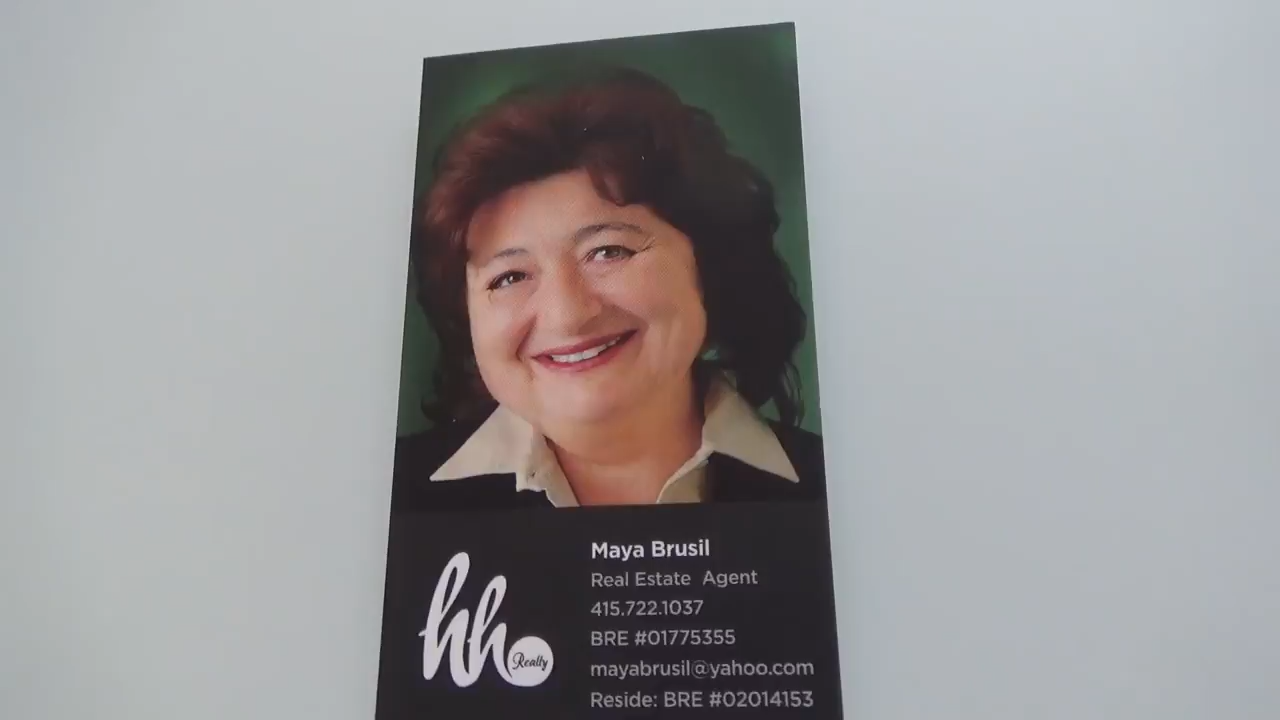 hh Realty
Maya Brusil
Real Estate Agent
415.722.1037
BRE #01775355
mayabrusil@yahoo.com
Reside: BRE #02014153